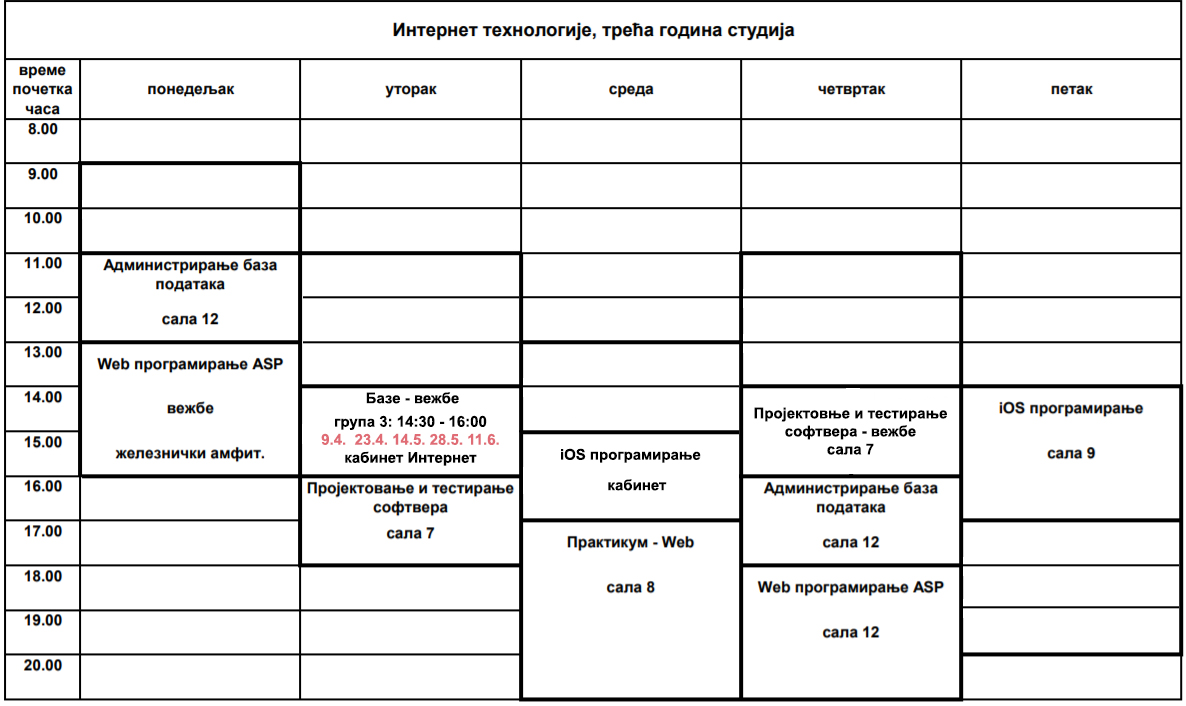 Интернет технологије, трећа година студија
време
почетка
часа
понедељак
уторак
среда
четвртак
петак
8.00
9.00
10.00
11.00
Администрирање база
података
сала 12
12.00
13.00
Web програмирање ASP
вежбе
железнички амфит.
14.00
Базе - вежбе
група 3: 14:30 - 16:00
9.4. 23.4. 14.5. 28.5. 11.6.
кабинет Интернет
Пројектовње и тестирање
софтвера - вежбе
сала 7
iOS програмирање
сала 9
15.00
iOS програмирање
кабинет
16.00
Пројектовање и тестирање
софтвера
сала 7
Администрирање база
података
сала 12
17.00
Практикум - Web
сала 8
18.00
Web програмирање ASP
сала 12
19.00
20.00